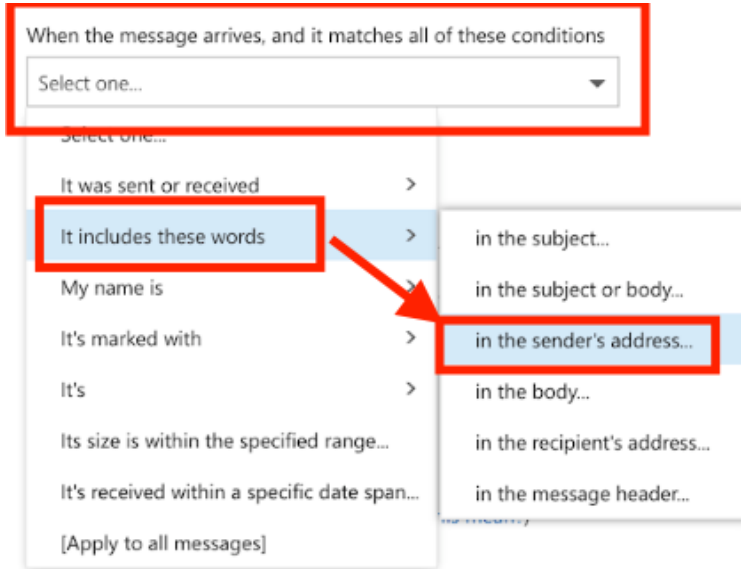 When the message arrives, and it matches all of these conditions
Select one...
Select one...
It was sent or received
It includes these words
My name is
It's marked with
It's
Its size is within the specified range...
It's received within a specific date span...
[Apply to all messages]
in the subject...
in the subject or body...
in the sender's address...
in the body...
in the recipient's address...
in the message header...